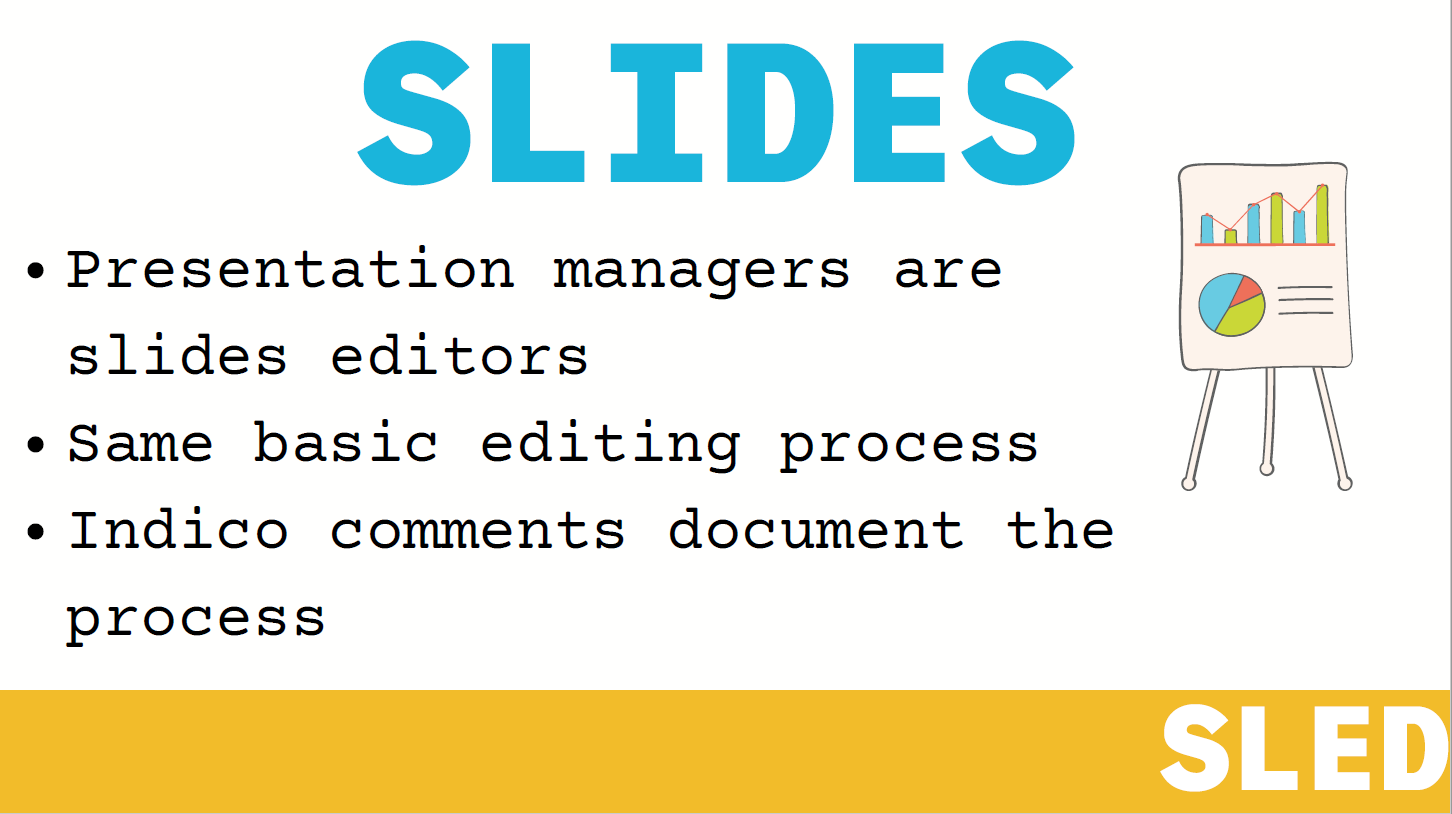 SLIDES
• Presentation managers are
slides editors
• Same basic editing process
• Indico comments document the
process
SLED